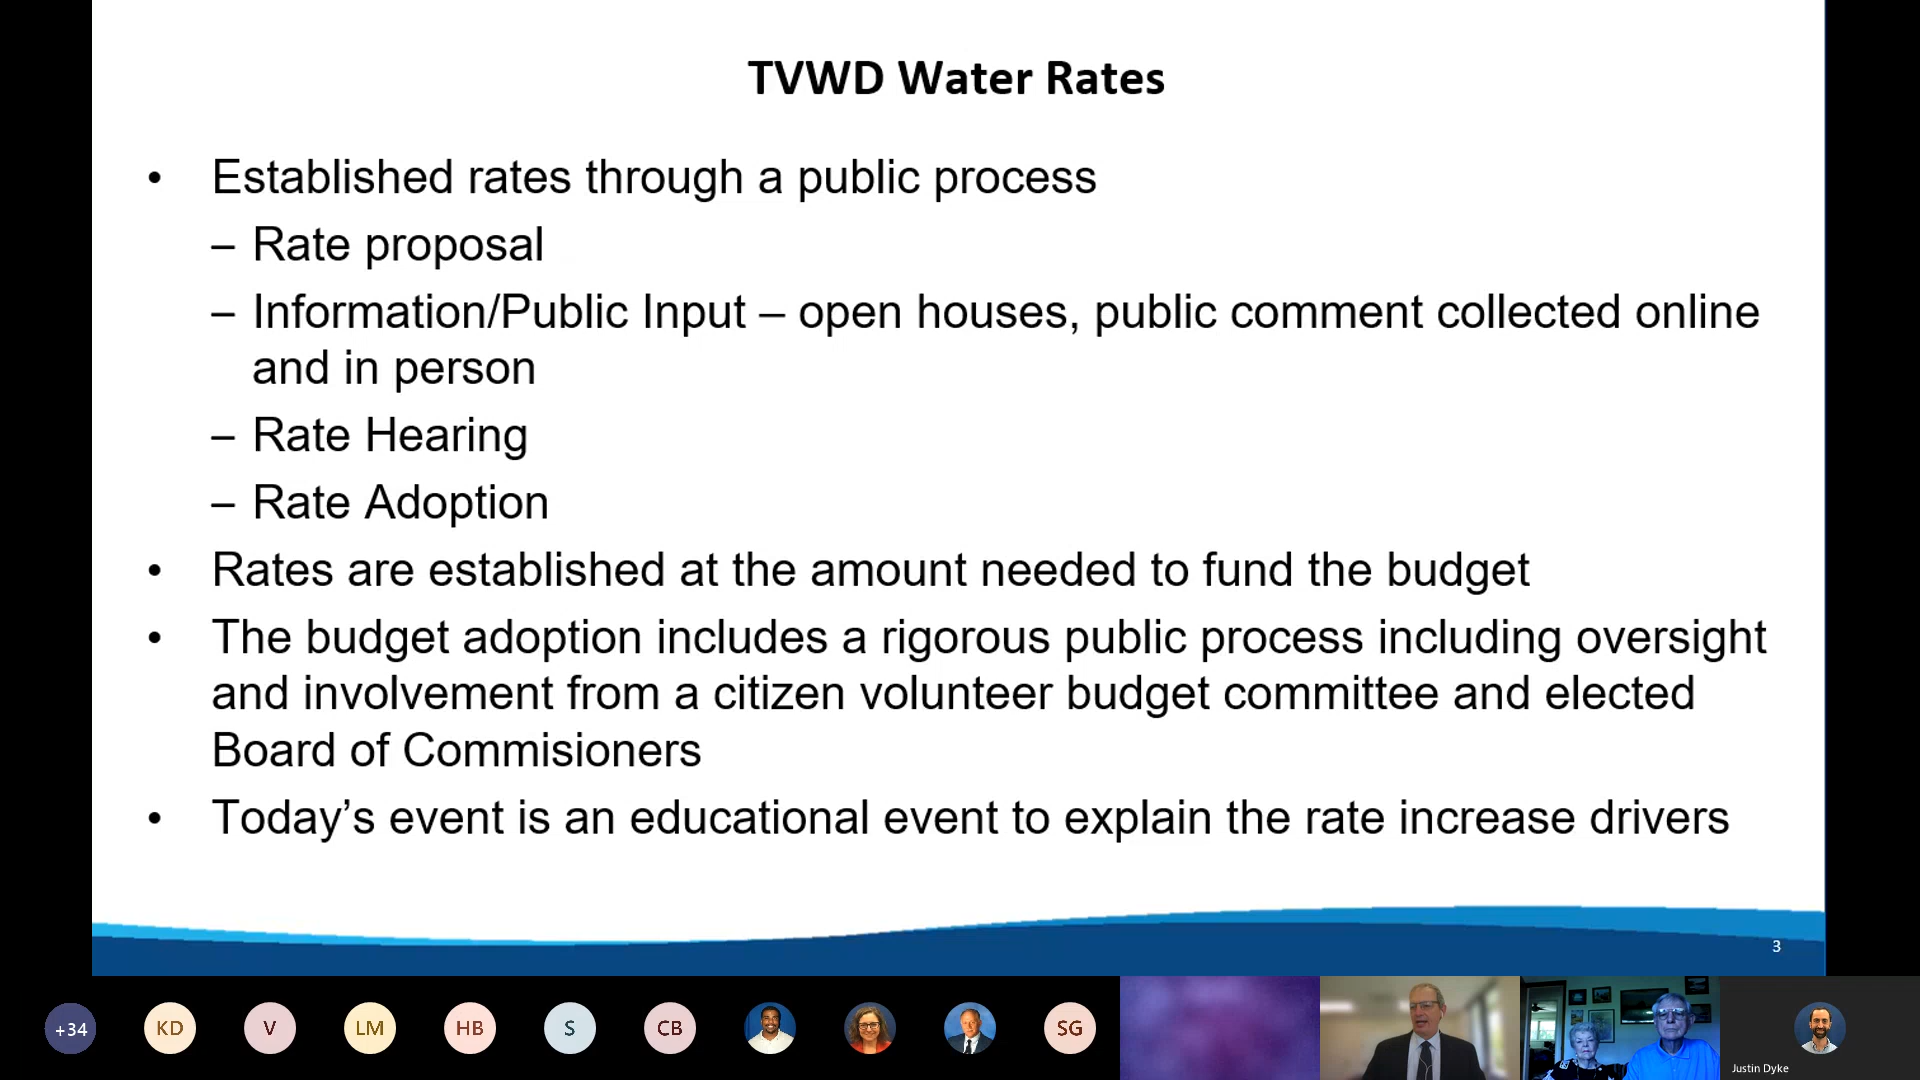 TVWD Water Rates
• Established rates through a public process
– Rate proposal
– Information/Public Input – open houses, public comment collected online
and in person
– Rate Hearing
– Rate Adoption
• Rates are established at the amount needed to fund the budget
• The budget adoption includes a rigorous public process including oversight
and involvement from a citizen volunteer budget committee and elected
Board of Commisioners
• Today’s event is an educational event to explain the rate increase drivers
3
+34
KD
V
LM
HB
S
CB
SG
Justin Dyke